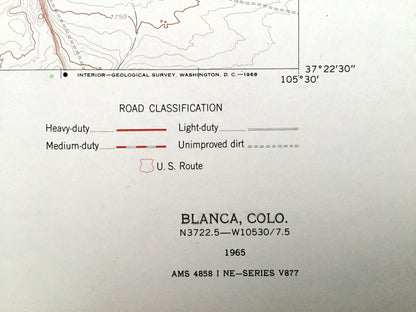 7750
37°22'30"
INTERIOR—GEOLOGICAL SURVEY, WASHINGTON, D. C.—1968
105°30'
ROAD CLASSIFICATION
Heavy-duty Light-duty
Medium-duty Unimproved dirt
U. S. Route
BLANCA, COLO.
N3722.5—W10530/7.5
1965
AMS 4858 I NE—SERIES V877